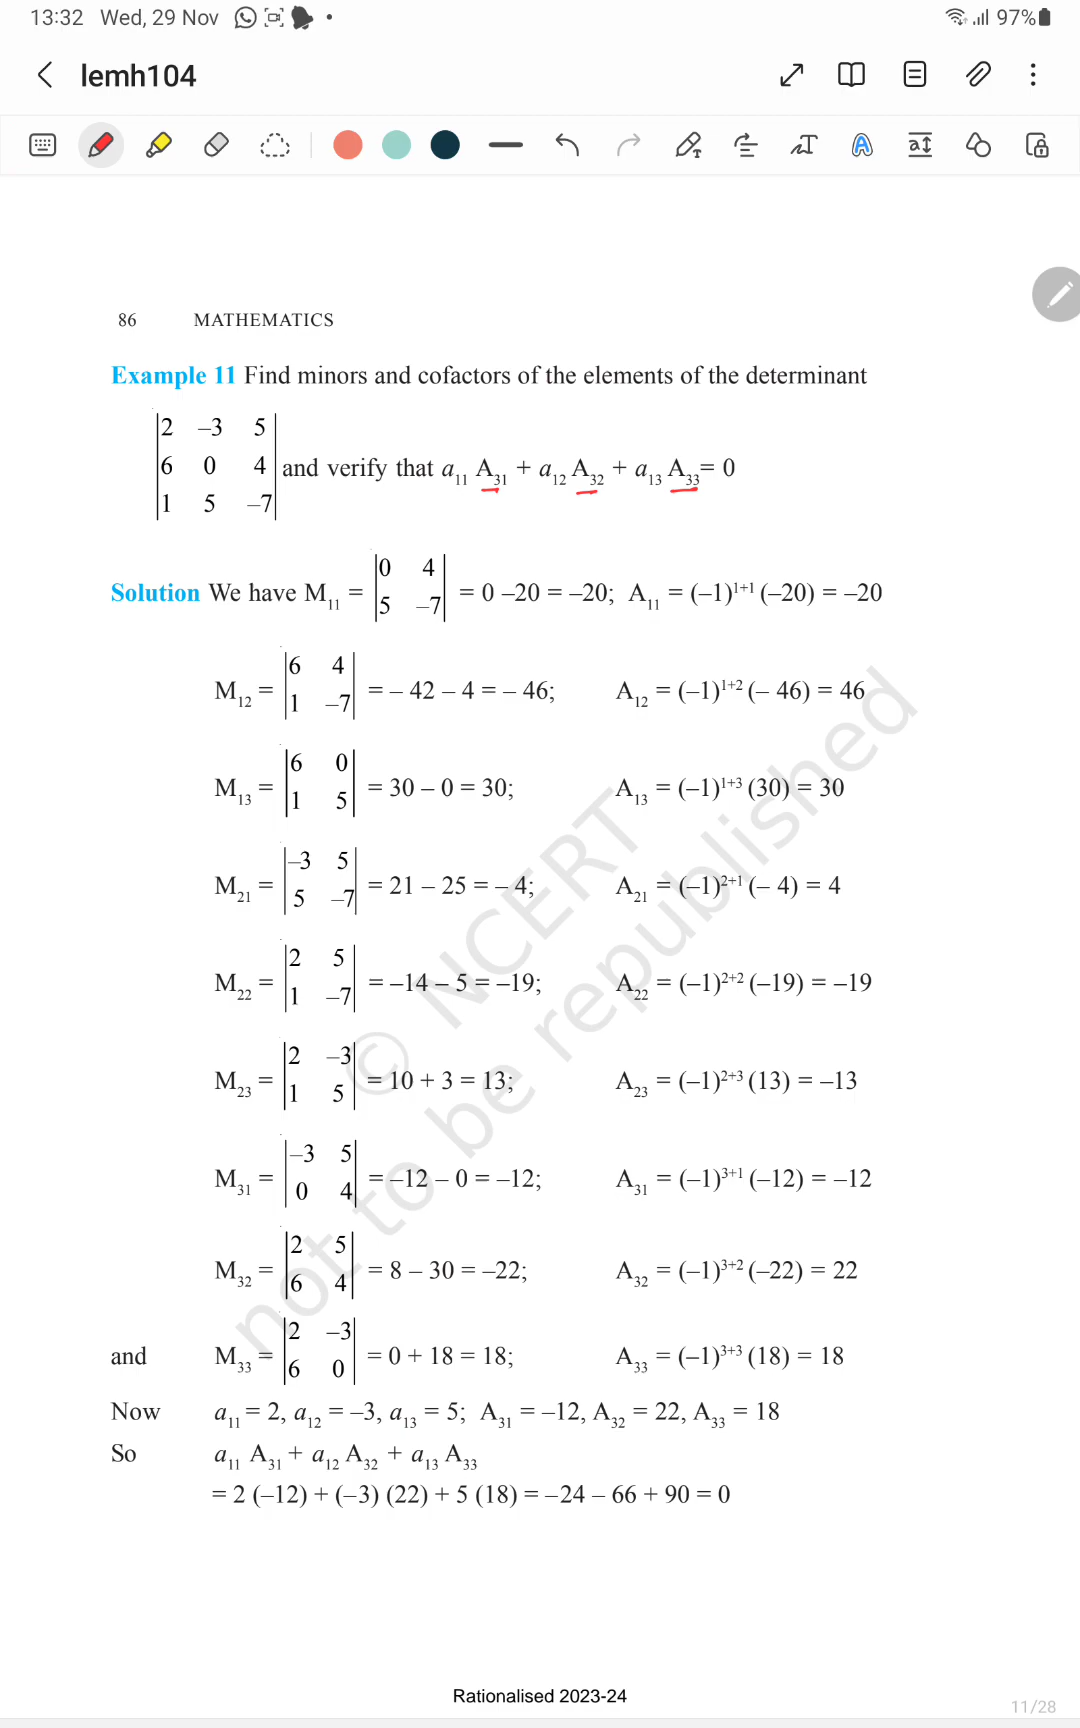 13:32 Wed, 29 Nov
97%
lemh104
86 MATHEMATICS
Example 11 Find minors and cofactors of the elements of the determinant
|2 –3 5|
|6 0 4| and verify that a₁₁ A₃₁ + a₁₂ A₃₂ + a₁₃ A₃₃= 0
|1 5 –7|
|0 4|
Solution We have M₁₁ = = 0 –20 = –20; A₁₁ = (–1)¹⁺¹ (–20) = –20
|5 –7|
|6 4|
M₁₂ = = – 42 – 4 = – 46; A₁₂ = (–1)¹⁺² (– 46) = 46
|1 –7|
|6 0|
M₁₃ = = 30 – 0 = 30; A₁₃ = (–1)¹⁺³ (30) = 30
|1 5|
|–3 5|
M₂₁ = = 21 – 25 = – 4; A₂₁ = (–1)²⁺¹ (– 4) = 4
|5 –7|
|2 5|
M₂₂ = = –14 – 5 = –19; A₂₂ = (–1)²⁺² (–19) = –19
|1 –7|
|2 –3|
M₂₃ = = 10 + 3 = 13; A₂₃ = (–1)²⁺³ (13) = –13
|1 5|
|–3 5|
M₃₁ = = –12 – 0 = –12; A₃₁ = (–1)³⁺¹ (–12) = –12
|0 4|
|2 5|
M₃₂ = = 8 – 30 = –22; A₃₂ = (–1)³⁺² (–22) = 22
|6 4|
|2 –3|
and M₃₃ = = 0 + 18 = 18; A₃₃ = (–1)³⁺³ (18) = 18
|6 0|
Now a₁₁ = 2, a₁₂ = –3, a₁₃ = 5; A₃₁ = –12, A₃₂ = 22, A₃₃ = 18
So a₁₁ A₃₁ + a₁₂ A₃₂ + a₁₃ A₃₃
= 2 (–12) + (–3) (22) + 5 (18) = –24 – 66 + 90 = 0
© NCERT
not to be republished
Rationalised 2023-24
11/28